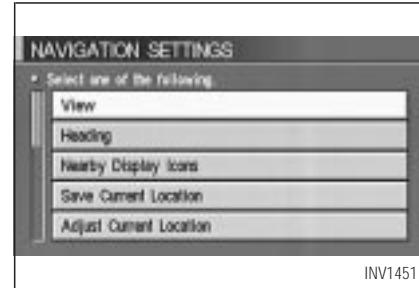 NAVIGATION SETTINGS
Select one of the following.
View
Heading
Nearby Display Icons
Save Current Location
Adjust Current Location
INV1451